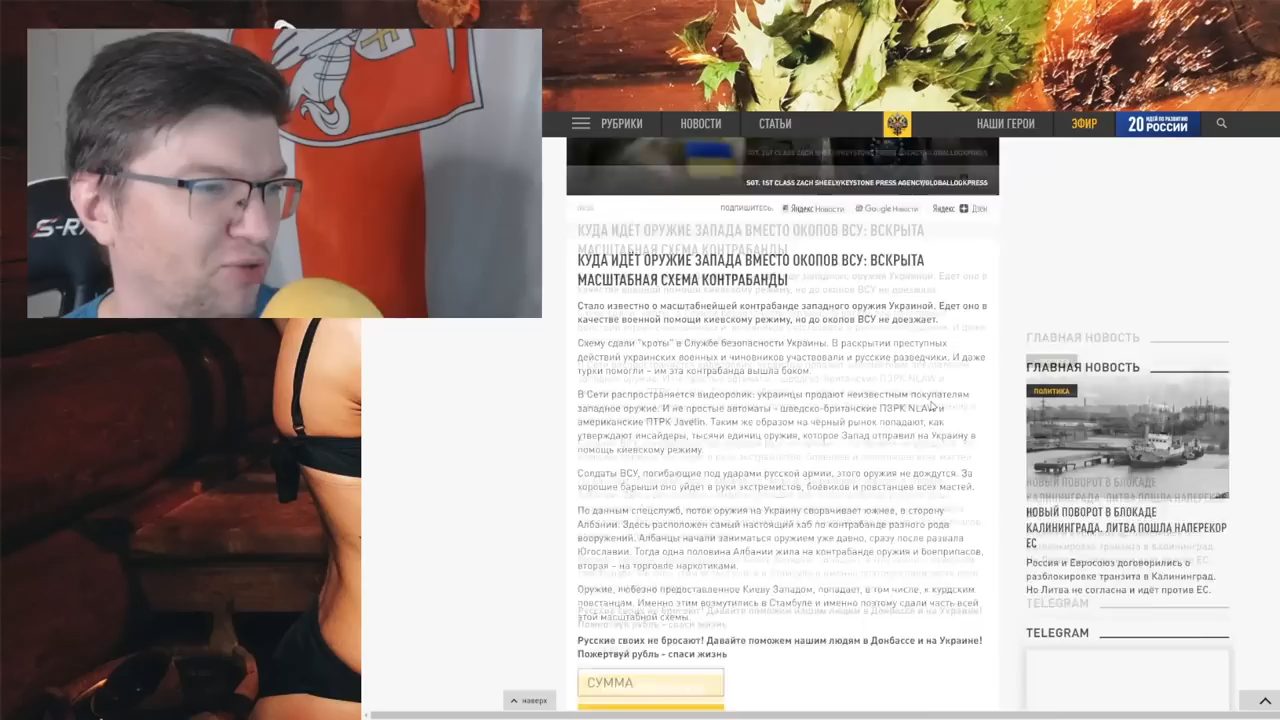 S-RA
РУБРИКИ
НОВОСТИ
СТАТЬИ
НАШИ ГЕРОИ
ЭФИР
20 ИДЕЙ ПО РАЗВИТИЮ РОССИИ
SGT. 1ST CLASS ZACH SHEELY/KEYSTONE PRESS AGENCY/GLOBALLOOKPRESS
ПОДПИШИТЕСЬ:
Яндекс Новости
Google Новости
Яндекс Дзен
КУДА ИДЁТ ОРУЖИЕ ЗАПАДА ВМЕСТО ОКОПОВ ВСУ: ВСКРЫТА
МАСШТАБНАЯ СХЕМА КОНТРАБАНДЫ
Стало известно о масштабнейшей контрабанде западного оружия Украиной. Едет оно в
качестве военной помощи киевскому режиму, но до окопов ВСУ не доезжает.
Схему сдали "кроты" в Службе безопасности Украины. В раскрытии преступных
действий украинских военных и чиновников участвовали и русские разведчики. И даже
турки помогли – им эта контрабанда вышла боком.
В Сети распространяется видеоролик: украинцы продают неизвестным покупателям
западное оружие. И не простые автоматы - шведско-британские ПЗРК NLAW и
американские ПТРК Javelin. Таким же образом на чёрный рынок попадают, как
утверждают инсайдеры, тысячи единиц оружия, которое Запад отправил на Украину в
помощь киевскому режиму.
Солдаты ВСУ, погибающие под ударами русской армии, этого оружия не дождутся. За
хорошие барыши оно уйдёт в руки экстремистов, боевиков и повстанцев всех мастей.
По данным спецслужб, поток оружия на Украину сворачивает южнее, в сторону
Албании. Здесь расположен самый настоящий хаб по контрабанде разного рода
вооружений. Албанцы начали заниматься оружием уже давно, сразу после развала
Югославии. Тогда одна половина Албании жила на контрабанде оружия и боеприпасов,
вторая – на торговле наркотиками.
Оружие, любезно предоставленное Киеву Западом, попадает, в том числе, к курдским
повстанцам. Именно этим возмутились в Стамбуле и именно поэтому сдали часть всей
этой масштабной схемы.
Русские своих не бросают! Давайте поможем нашим людям в Донбассе и на Украине!
Пожертвуй рубль - спаси жизнь
СУММА
наверх
ГЛАВНАЯ НОВОСТЬ
ГЛАВНАЯ НОВОСТЬ
ПОЛИТИКА
НОВЫЙ ПОВОРОТ В БЛОКАДЕ
КАЛИНИНГРАДА. ЛИТВА ПОШЛА НАПЕРЕКОР
ЕС
Россия и Евросоюз договорились о
разблокировке транзита в Калининград.
Но Литва не согласна и идёт против ЕС.
TELEGRAM
TELEGRAM